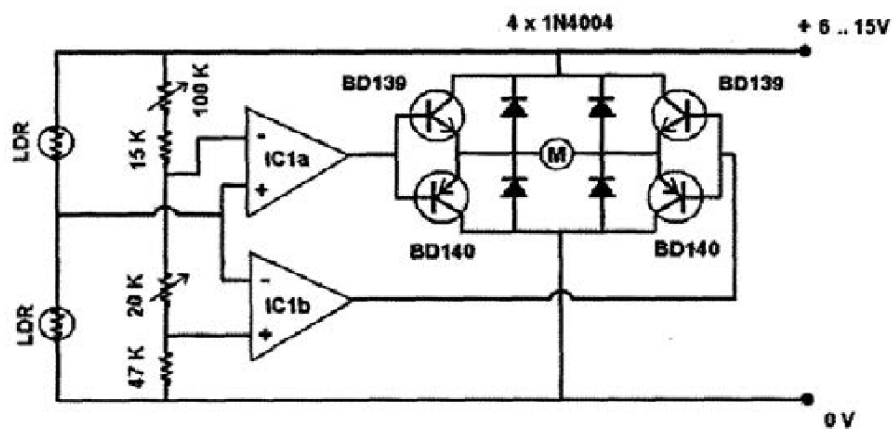 4 x 1N4004
+ 6 .. 15V
BD139
BD139
100 K
15 K
LDR
-
IC1a
+
M
BD140
BD140
20 K
-
IC1b
+
LDR
47 K
0 V